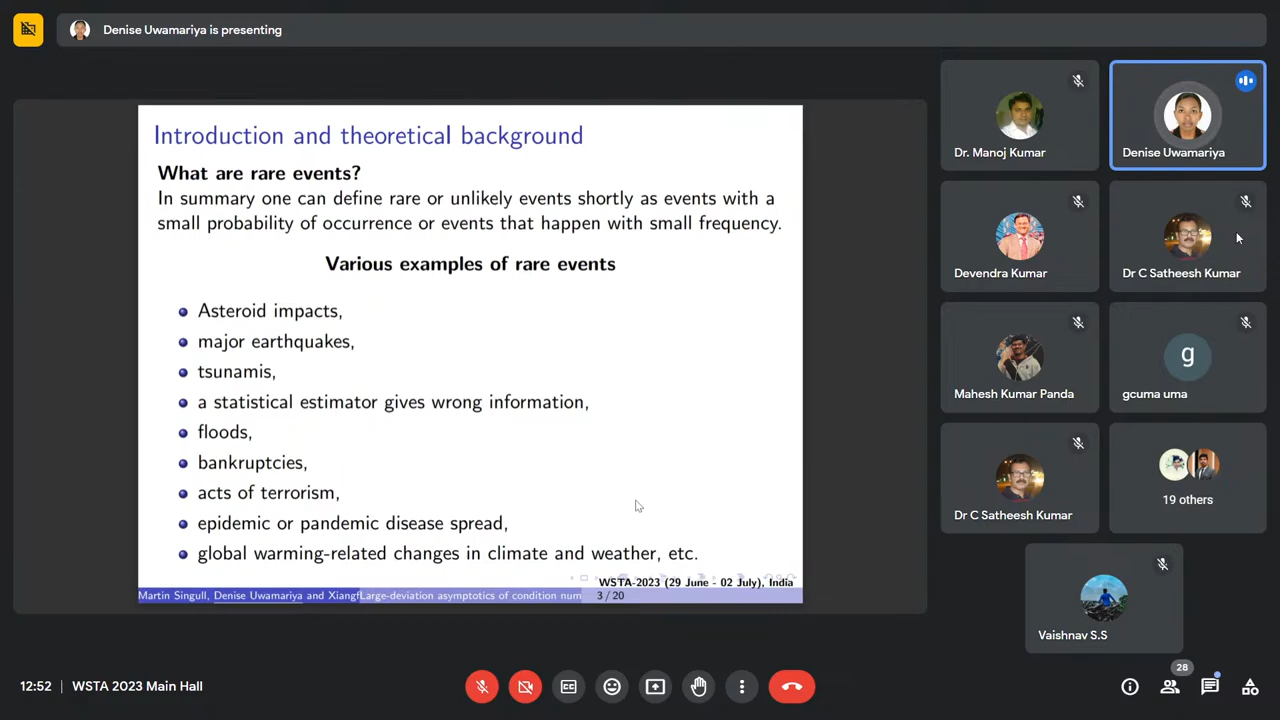 Denise Uwamariya is presenting
Introduction and theoretical background
What are rare events?
In summary one can define rare or unlikely events shortly as events with a
small probability of occurrence or events that happen with small frequency.
Various examples of rare events
Asteroid impacts,
major earthquakes,
tsunamis,
a statistical estimator gives wrong information,
floods,
bankruptcies,
acts of terrorism,
epidemic or pandemic disease spread,
global warming-related changes in climate and weather, etc.
WSTA-2023 (29 June - 02 July), India
Martin Singull, Denise Uwamariya and Xiangf Large-deviation asymptotics of condition num 3 / 20
Dr. Manoj Kumar
Denise Uwamariya
Devendra Kumar
Dr C Satheesh Kumar
Mahesh Kumar Panda
g
gcuma uma
Dr C Satheesh Kumar
19 others
Vaishnav S.S
12:52 | WSTA 2023 Main Hall
CC
28